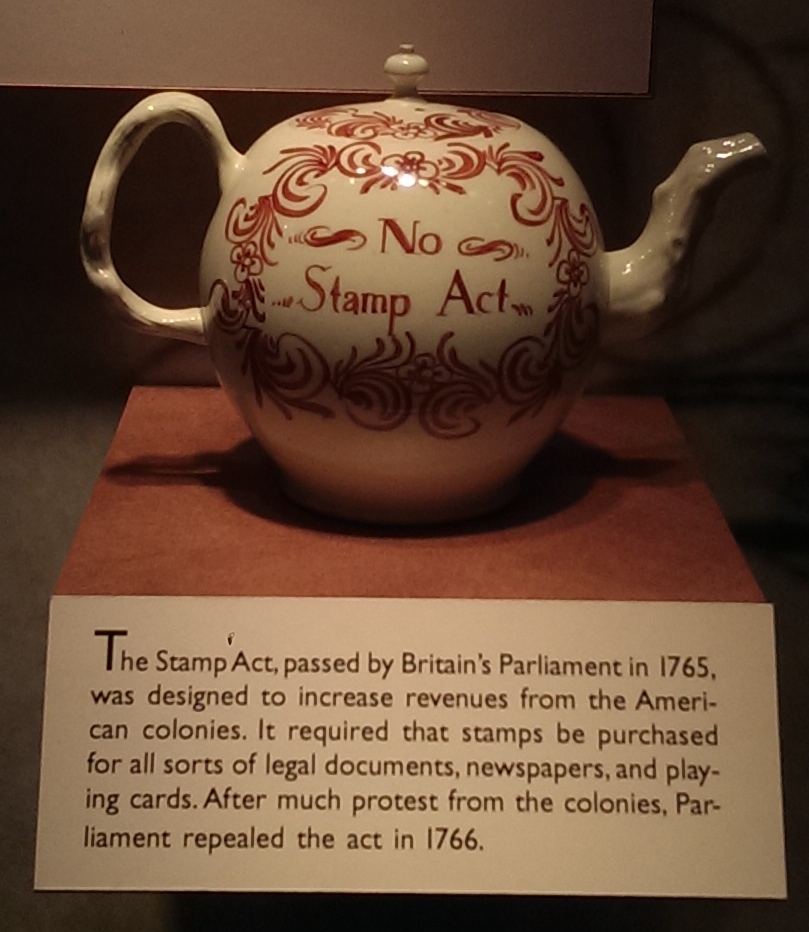 No
Stamp Act
The Stamp Act, passed by Britain's Parliament in 1765,
was designed to increase revenues from the Ameri-
can colonies. It required that stamps be purchased
for all sorts of legal documents, newspapers, and play-
ing cards. After much protest from the colonies, Par-
liament repealed the act in 1766.